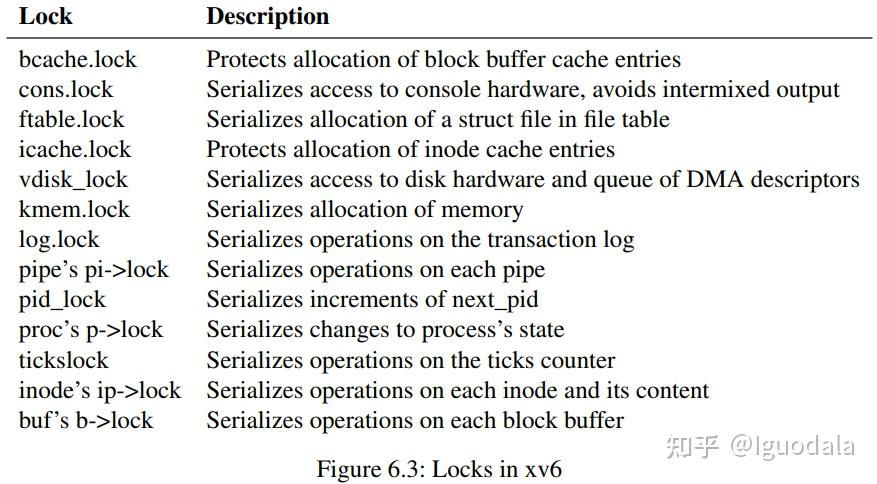 Lock Description
bcache.lock Protects allocation of block buffer cache entries
cons.lock Serializes access to console hardware, avoids intermixed output
ftable.lock Serializes allocation of a struct file in file table
icache.lock Protects allocation of inode cache entries
vdisk_lock Serializes access to disk hardware and queue of DMA descriptors
kmem.lock Serializes allocation of memory
log.lock Serializes operations on the transaction log
pipe’s pi->lock Serializes operations on each pipe
pid_lock Serializes increments of next_pid
proc’s p->lock Serializes changes to process’s state
tickslock Serializes operations on the ticks counter
inode’s ip->lock Serializes operations on each inode and its content
buf’s b->lock Serializes operations on each block buffer
知乎 @lguodala
Figure 6.3: Locks in xv6